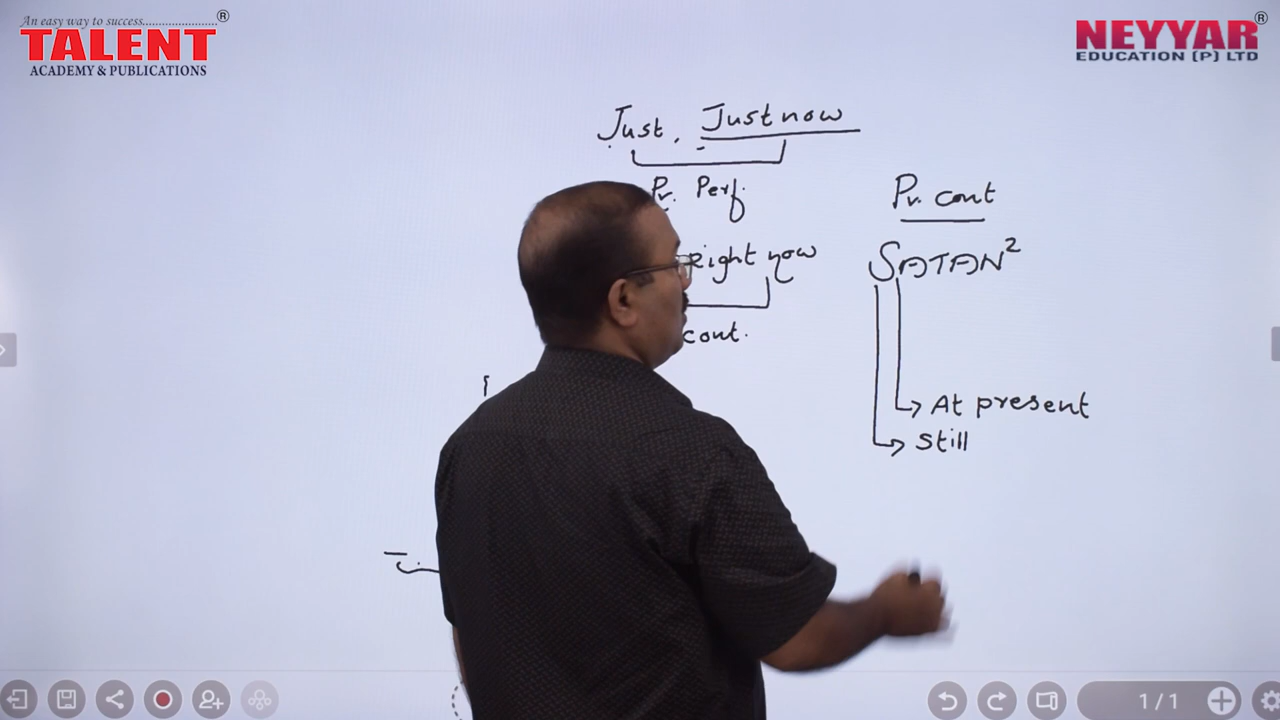 An easy way to success......................
TALENT
ACADEMY & PUBLICATIONS
®
NEYYAR
EDUCATION (P) LTD
®
Just, Just now
Pr. Perf.
Right now
cont.
Pr. cont
SATAN²
At present
Still
1/1